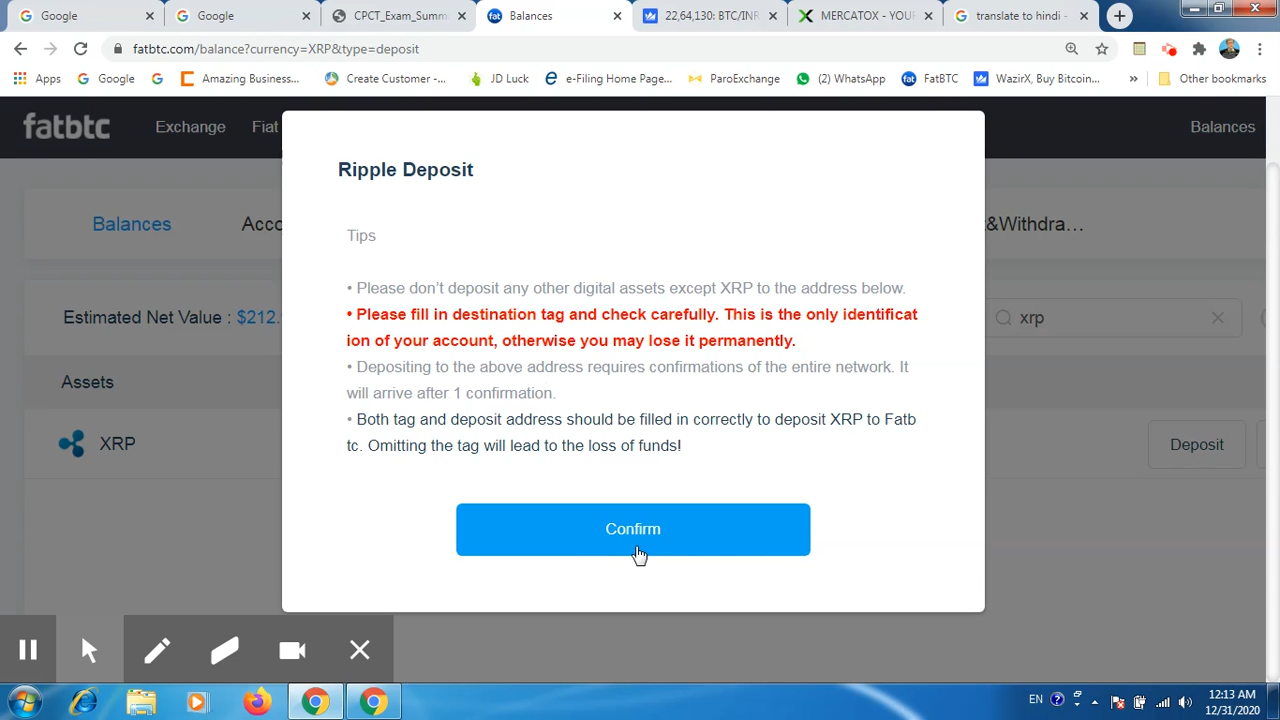 Google
Google
CPCT_Exam_Summ
Balances
22,64,130: BTC/INR
MERCATOX - YOUR
translate to hindi -
fatbtc.com/balance?currency=XRP&type=deposit
Apps
Google
Amazing Business...
Create Customer -...
JD Luck
e-Filing Home Page...
ParoExchange
(2) WhatsApp
FatBTC
WazirX, Buy Bitcoin...
»
Other bookmarks
fatbtc
Exchange
Fiat
Balances
Ripple Deposit
Balances
Acco
t&Withdra...
Tips
• Please don't deposit any other digital assets except XRP to the address below.
• Please fill in destination tag and check carefully. This is the only identificat
ion of your account, otherwise you may lose it permanently.
• Depositing to the above address requires confirmations of the entire network. It
will arrive after 1 confirmation.
• Both tag and deposit address should be filled in correctly to deposit XRP to Fatb
tc. Omitting the tag will lead to the loss of funds!
Estimated Net Value : $212.
xrp
Assets
XRP
Deposit
Confirm
EN
12:13 AM
12/31/2020